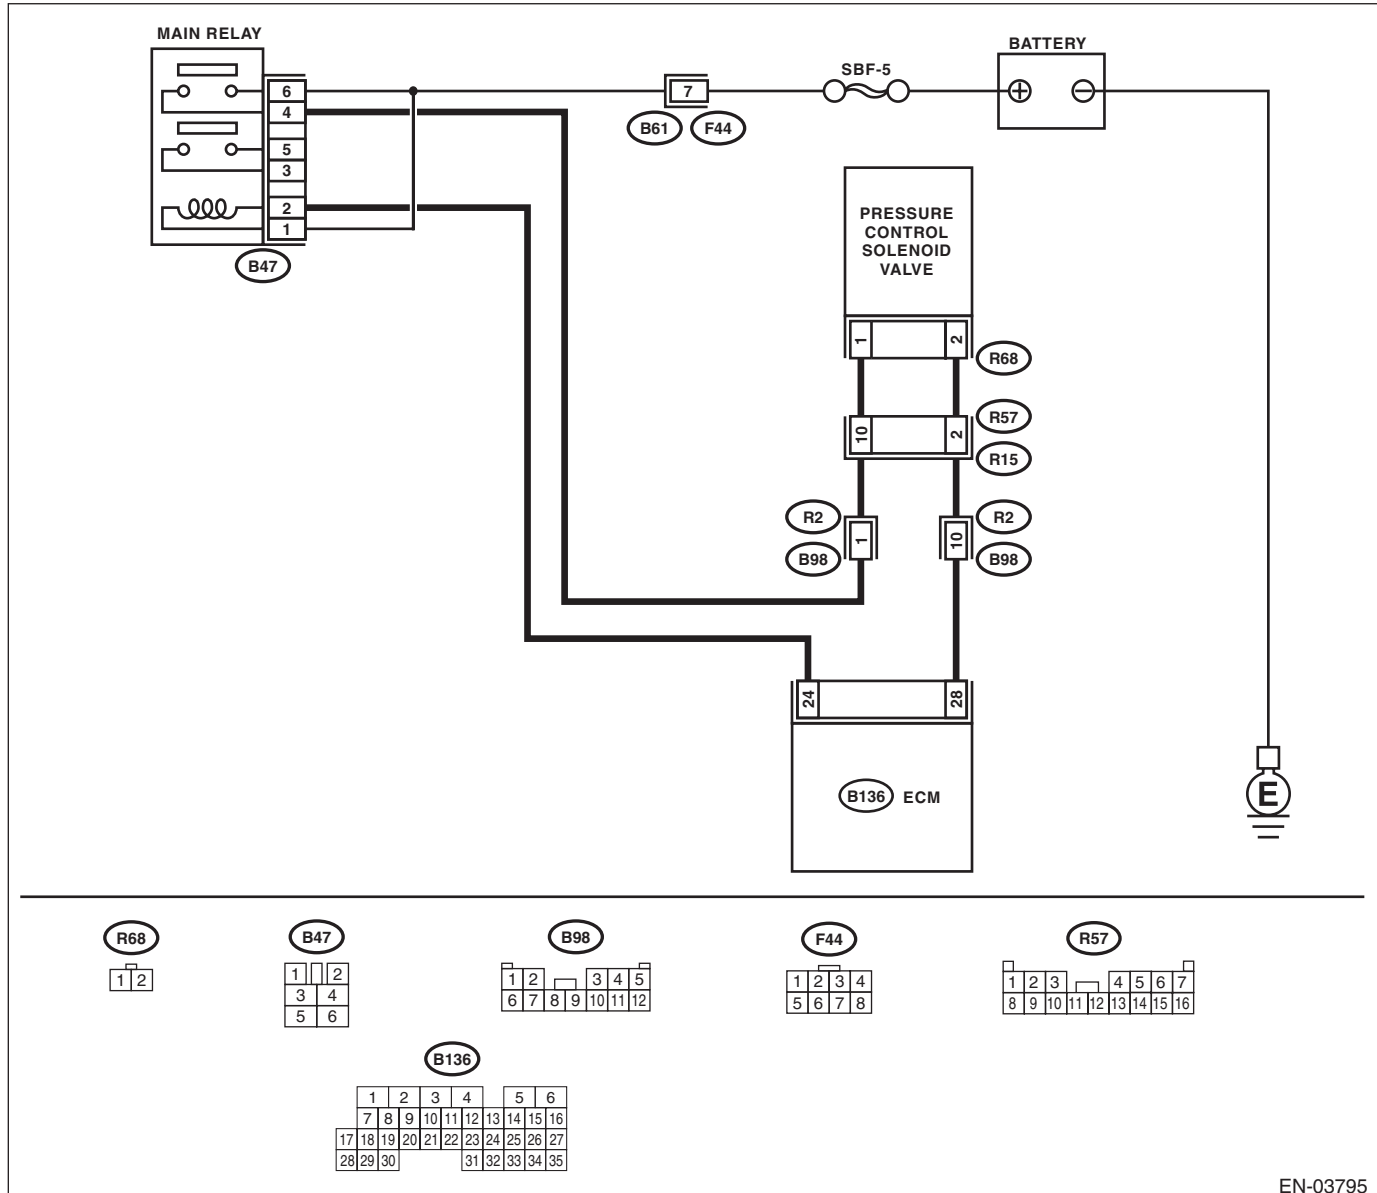 MAIN RELAY
BATTERY
SBF-5
6
4
5
3
2
1
7
B61 F44
B47
PRESSURE
CONTROL
SOLENOID
VALVE
1 2
R68
10 2
R57
R15
R2 1 10 R2
B98 B98
24 28
B136 ECM
E
R68
1 2
B47
1 2
3 4
5 6
B98
1 2 3 4 5
6 7 8 9 10 11 12
F44
1 2 3 4
5 6 7 8
R57
1 2 3 4 5 6 7
8 9 10 11 12 13 14 15 16
B136
1 2 3 4 5 6
7 8 9 10 11 12 13 14 15 16
17 18 19 20 21 22 23 24 25 26 27
28 29 30 31 32 33 34 35
EN-03795